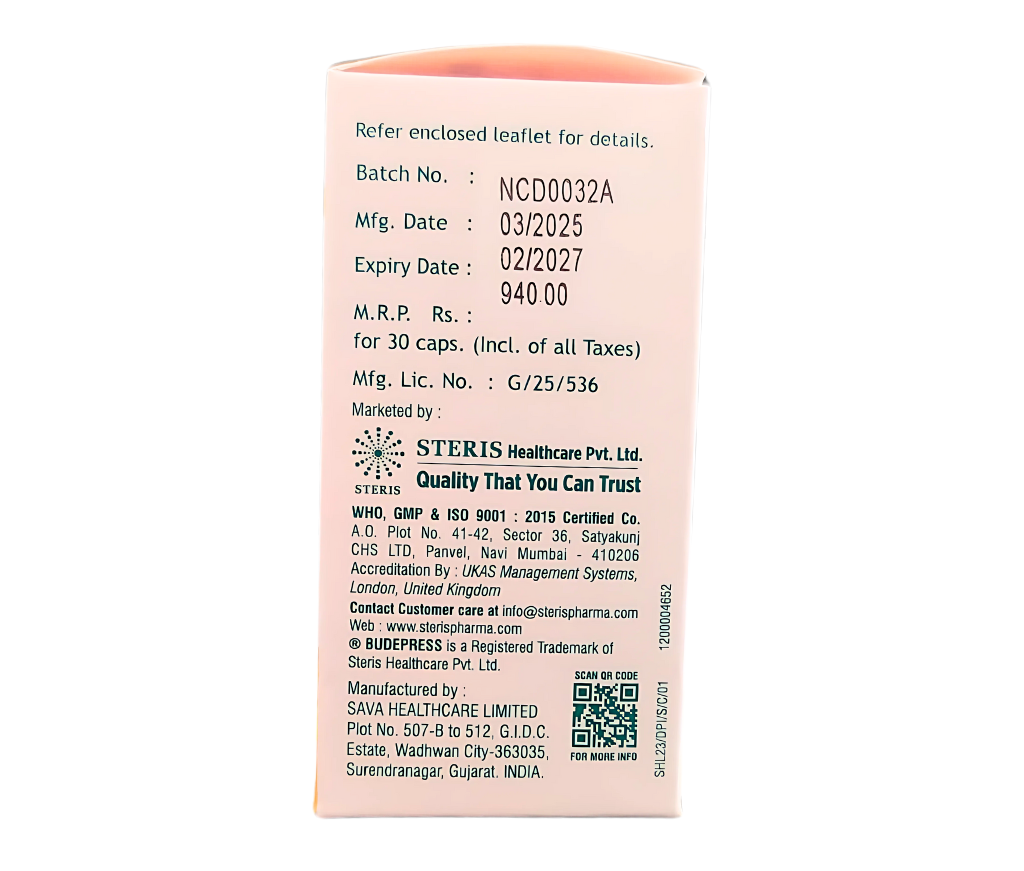 Refer enclosed leaflet for details.
Batch No. : NCD0032A
Mfg. Date : 03/2025
Expiry Date : 02/2027
M.R.P. Rs. : 940.00
for 30 caps. (Incl. of all Taxes)
Mfg. Lic. No. : G/25/536
Marketed by :
STERIS Healthcare Pvt. Ltd.
STERIS
Quality That You Can Trust
WHO, GMP & ISO 9001 : 2015 Certified Co.
A.O. Plot No. 41-42, Sector 36, Satyakunj
CHS LTD, Panvel, Navi Mumbai - 410206
Accreditation By : UKAS Management Systems,
London, United Kingdom
Contact Customer care at info@sterispharma.com
Web : www.sterispharma.com
® BUDEPRESS is a Registered Trademark of
Steris Healthcare Pvt. Ltd.
Manufactured by :
SAVA HEALTHCARE LIMITED
Plot No. 507-B to 512, G.I.D.C.
Estate, Wadhwan City-363035,
Surendranagar, Gujarat. INDIA.
SCAN QR CODE
FOR MORE INFO
SHL23/DPI/S/C/01 1200004652